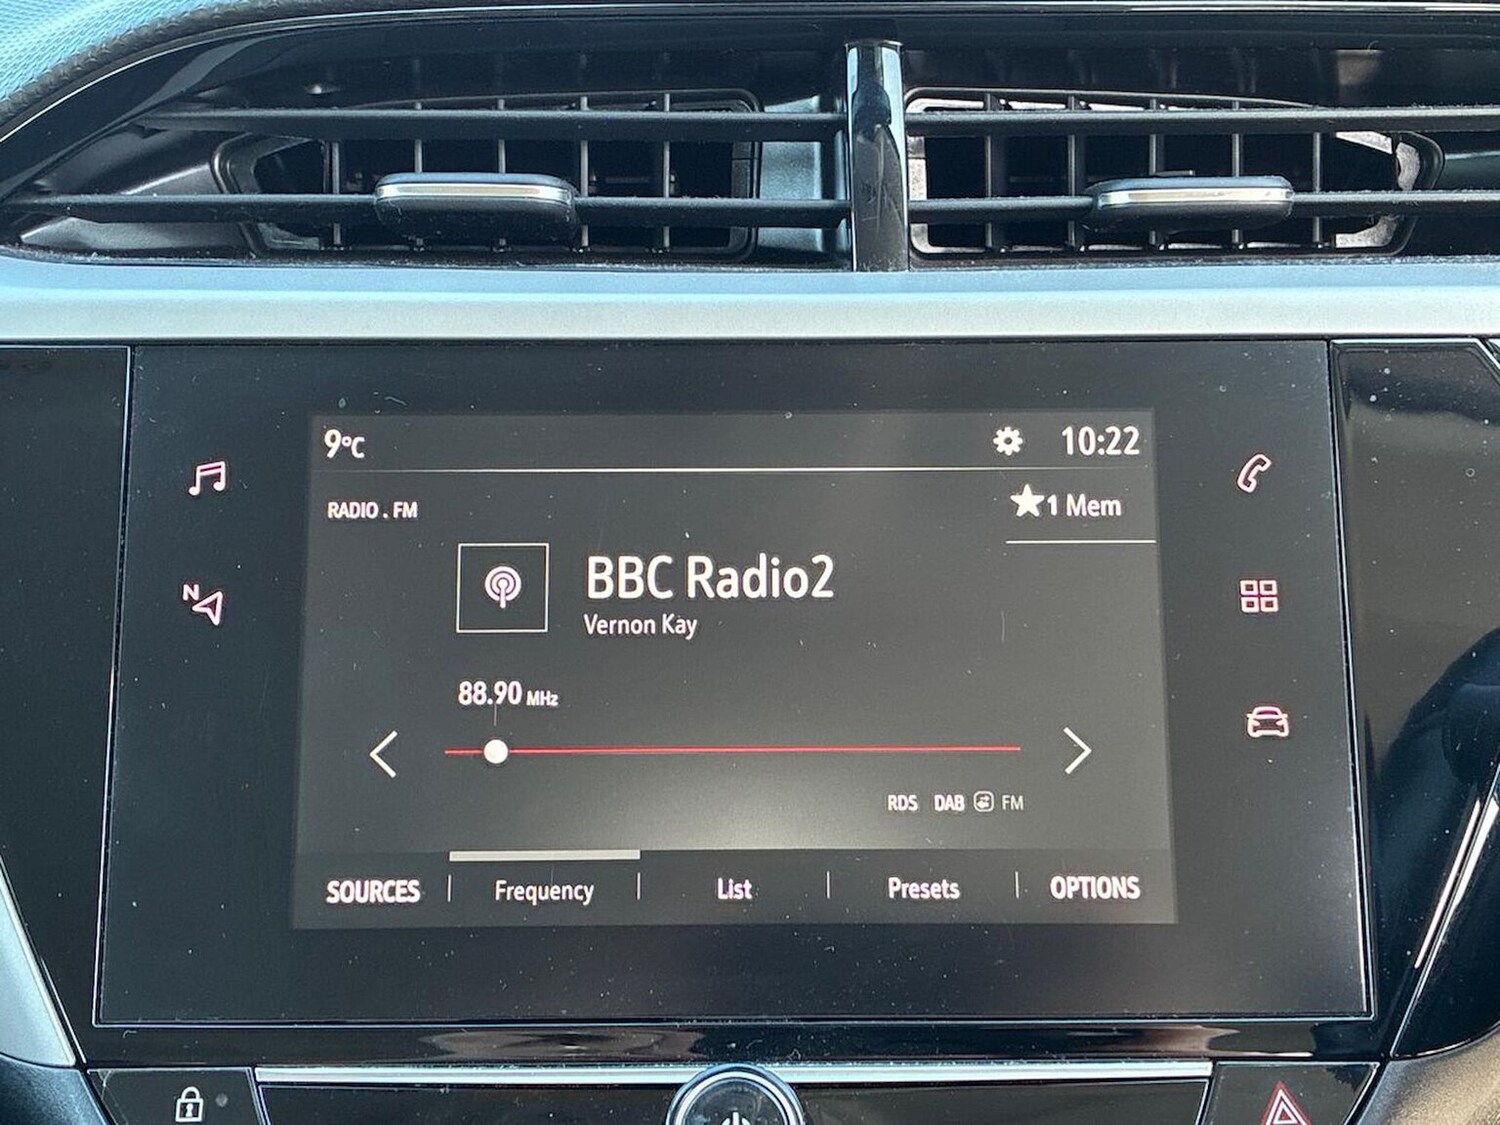 9°C
10:22
RADIO . FM
1 Mem
BBC Radio2
Vernon Kay
N
88.90 MHz
RDS DAB FM
SOURCES
Frequency
List
Presets
OPTIONS